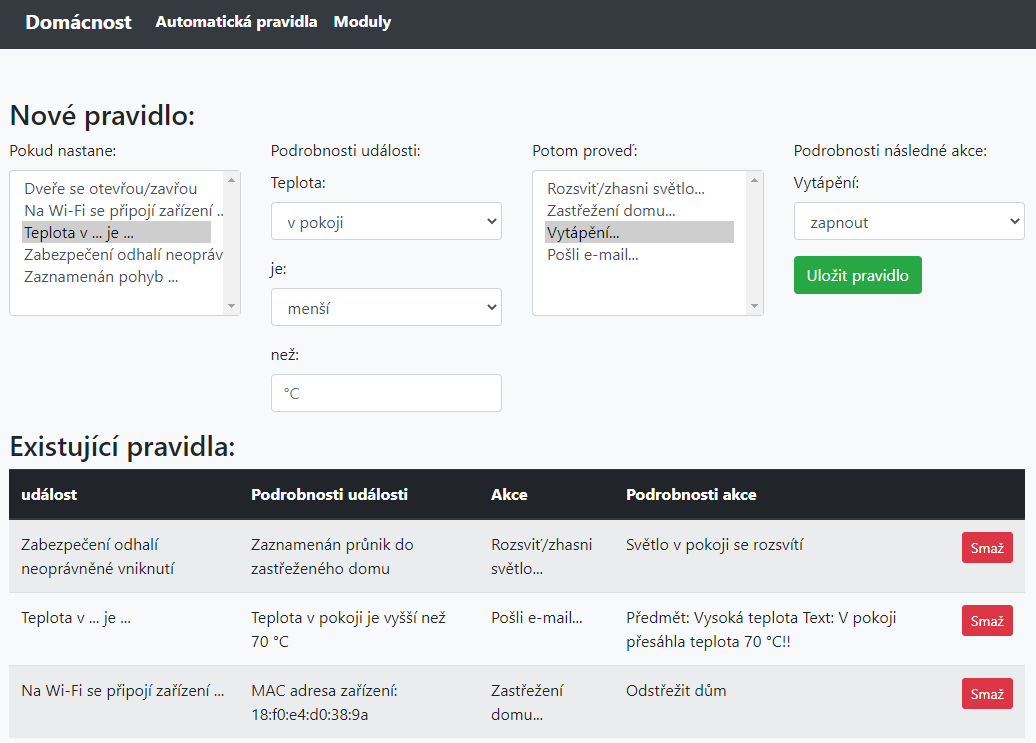 Domácnost Automatická pravidla Moduly
Nové pravidlo:
Pokud nastane:
Dveře se otevřou/zavřou
Na Wi-Fi se připojí zařízení ..
Teplota v ... je ...
Zabezpečení odhalí neopráv
Zaznamenán pohyb ...
Podrobnosti události:
Teplota:
v pokoji
je:
menší
než:
°C
Potom proveď:
Rozsviť/zhasni světlo...
Zastřežení domu...
Vytápění...
Pošli e-mail...
Podrobnosti následné akce:
Vytápění:
zapnout
Uložit pravidlo
Existující pravidla:
událost Podrobnosti události Akce Podrobnosti akce
Zabezpečení odhalí Zaznamenán průnik do Rozsviť/zhasni Světlo v pokoji se rozsvítí Smaž
neoprávněné vniknutí zastřeženého domu světlo...
Teplota v ... je ... Teplota v pokoji je vyšší než Pošli e-mail... Předmět: Vysoká teplota Text: V pokoji Smaž
70 °C přesáhla teplota 70 °C!!
Na Wi-Fi se připojí zařízení ... MAC adresa zařízení: Zastřežení Odstřežit dům Smaž
18:f0:e4:d0:38:9a domu...